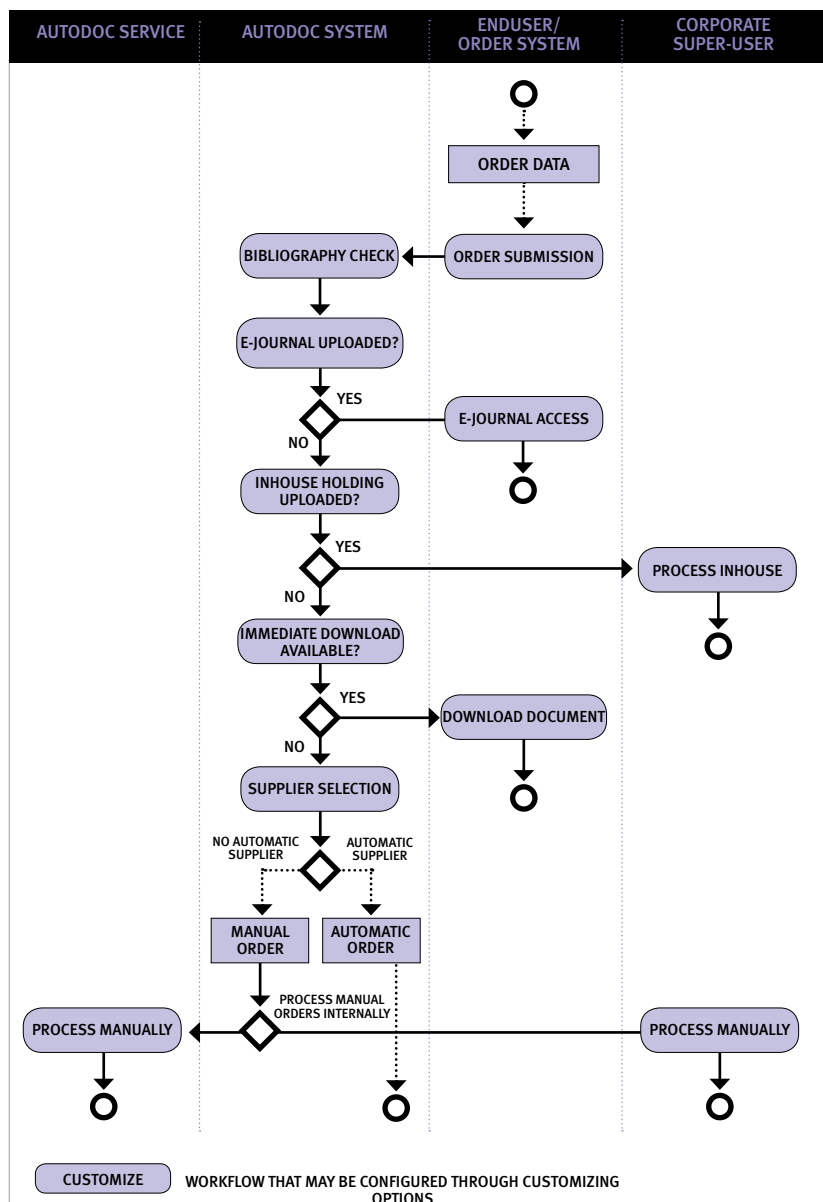 AUTODOC SERVICE
AUTODOC SYSTEM
ENDUSER/
ORDER SYSTEM
CORPORATE
SUPER-USER
ORDER DATA
BIBLIOGRAPHY CHECK
ORDER SUBMISSION
E-JOURNAL UPLOADED?
YES
E-JOURNAL ACCESS
NO
INHOUSE HOLDING
UPLOADED?
YES
PROCESS INHOUSE
NO
IMMEDIATE DOWNLOAD
AVAILABLE?
YES
DOWNLOAD DOCUMENT
NO
SUPPLIER SELECTION
NO AUTOMATIC
SUPPLIER
AUTOMATIC
SUPPLIER
MANUAL
ORDER
AUTOMATIC
ORDER
PROCESS MANUAL
ORDERS INTERNALLY
PROCESS MANUALLY
PROCESS MANUALLY
CUSTOMIZE
WORKFLOW THAT MAY BE CONFIGURED THROUGH CUSTOMIZING
OPTIONS